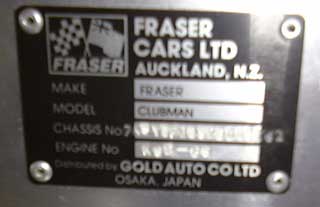 FRASER
FRASER
CARS LTD
AUCKLAND, N.Z.
MAKE FRASER
MODEL CLUBMAN
CHASSIS No
ENGINE No
Distributed by GOLD AUTO CO LTD
OSAKA, JAPAN